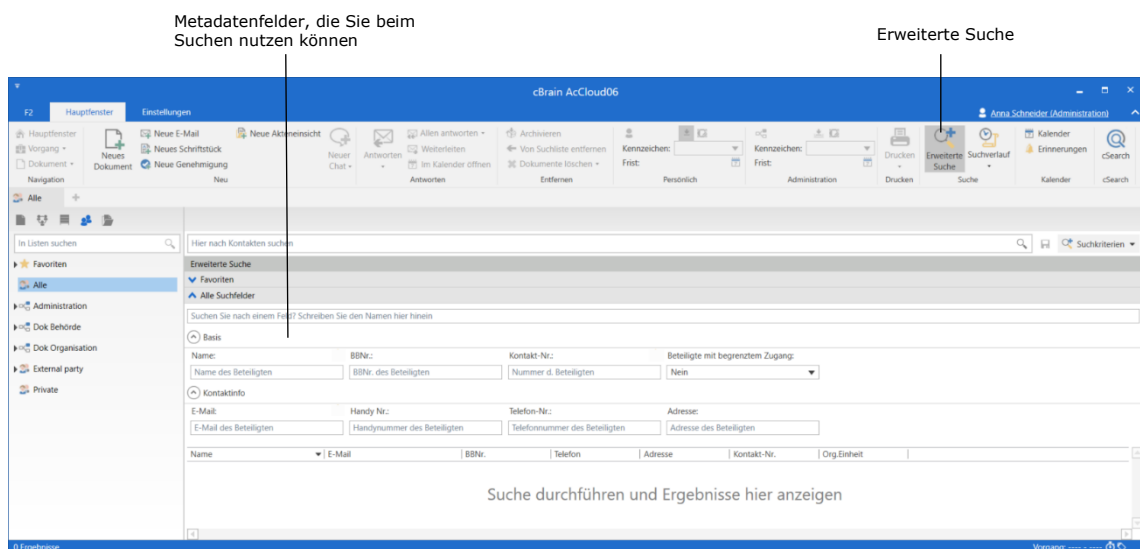 Metadatenfelder, die Sie beim
Suchen nutzen können
Erweiterte Suche
cBrain AcCloud06
F2 Hauptfenster Einstellungen Anna Schneider (Administration)
Hauptfenster
Vorgang
Dokument
Navigation
Neues
Dokument
Neue E-Mail
Neues Schriftstück
Neue Genehmigung
Neue Akteneinsicht
Neu
Neuer
Chat
Antworten
Allen antworten
Weiterleiten
Im Kalender öffnen
Antworten
Archivieren
Von Suchliste entfernen
Dokumente löschen
Entfernen
Kennzeichen:
Frist:
Persönlich
Kennzeichen:
Frist:
Administration
Drucken
Drucken
Erweiterte
Suche
Suchverlauf
Suche
Kalender
Erinnerungen
Kalender
cSearch
cSearch
Alle
In Listen suchen
Favoriten
Alle
Administration
Dok Behörde
Dok Organisation
External party
Private
Hier nach Kontakten suchen
Suchkriterien
Erweiterte Suche
Favoriten
Alle Suchfelder
Suchen Sie nach einem Feld? Schreiben Sie den Namen hier hinein
Basis
Name: BBNr.: Kontakt-Nr.: Beteiligte mit begrenztem Zugang:
Name des Beteiligten BBNr. des Beteiligten Nummer d. Beteiligten Nein
Kontaktinfo
E-Mail: Handy Nr.: Telefon-Nr.: Adresse:
E-Mail des Beteiligten Handynummer des Beteiligten Telefonnummer des Beteiligten Adresse des Beteiligten
Name E-Mail BBNr. Telefon Adresse Kontakt-Nr. Org.Einheit
Suche durchführen und Ergebnisse hier anzeigen
0 Ergebnisse Vorgang: ---- - ----